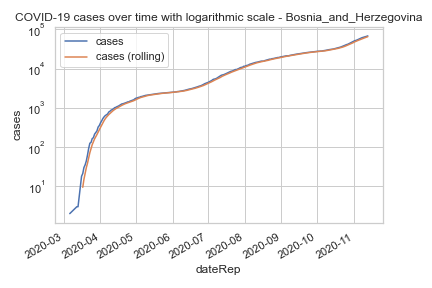 COVID-19 cases over time with logarithmic scale - Bosnia_and_Herzegovina
10^5
10^4
10^3
10^2
10^1
cases
cases (rolling)
cases
2020-03
2020-04
2020-05
2020-06
2020-07
2020-08
2020-09
2020-10
2020-11
dateRep